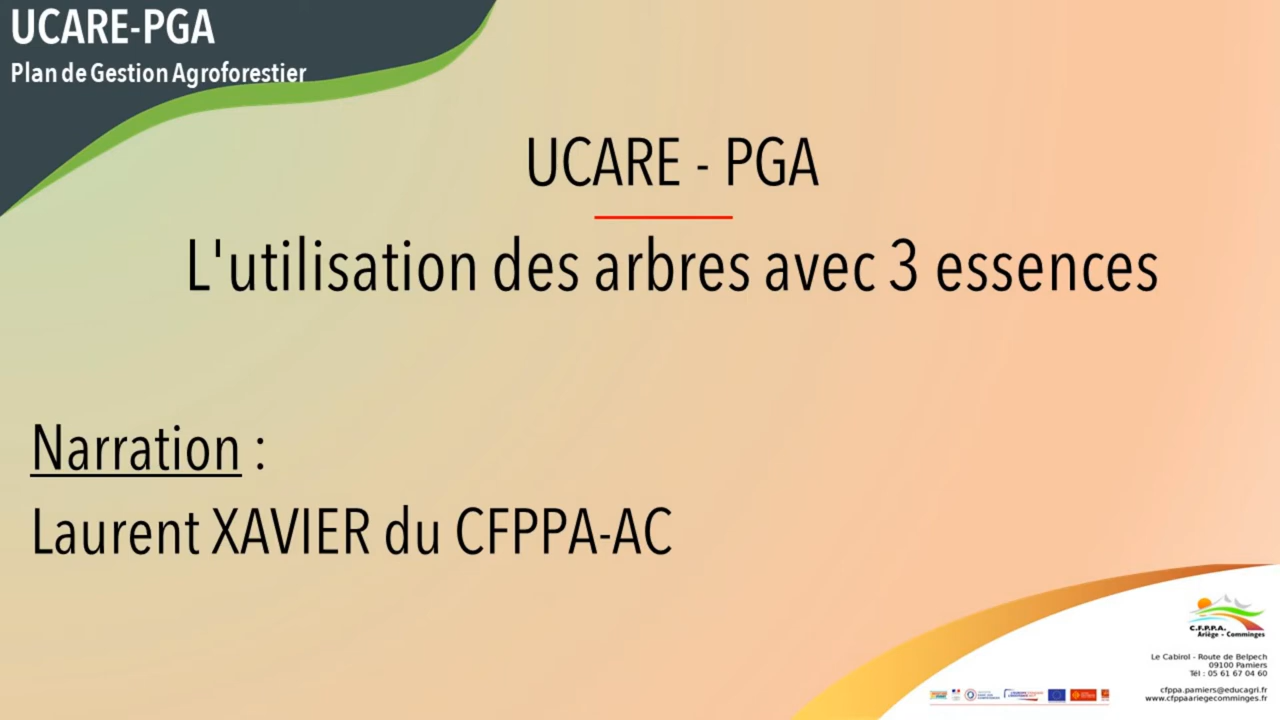 UCARE-PGA
Plan de Gestion Agroforestier
UCARE - PGA
L'utilisation des arbres avec 3 essences
Narration :
Laurent XAVIER du CFPPA-AC
C.F.P.P.A.
Ariège - Comminges
Le Cabirol - Route de Belpech
09100 Pamiers
Tél : 05 61 67 04 60
cfppa.pamiers@educagri.fr
www.cfppaariegecomminges.fr